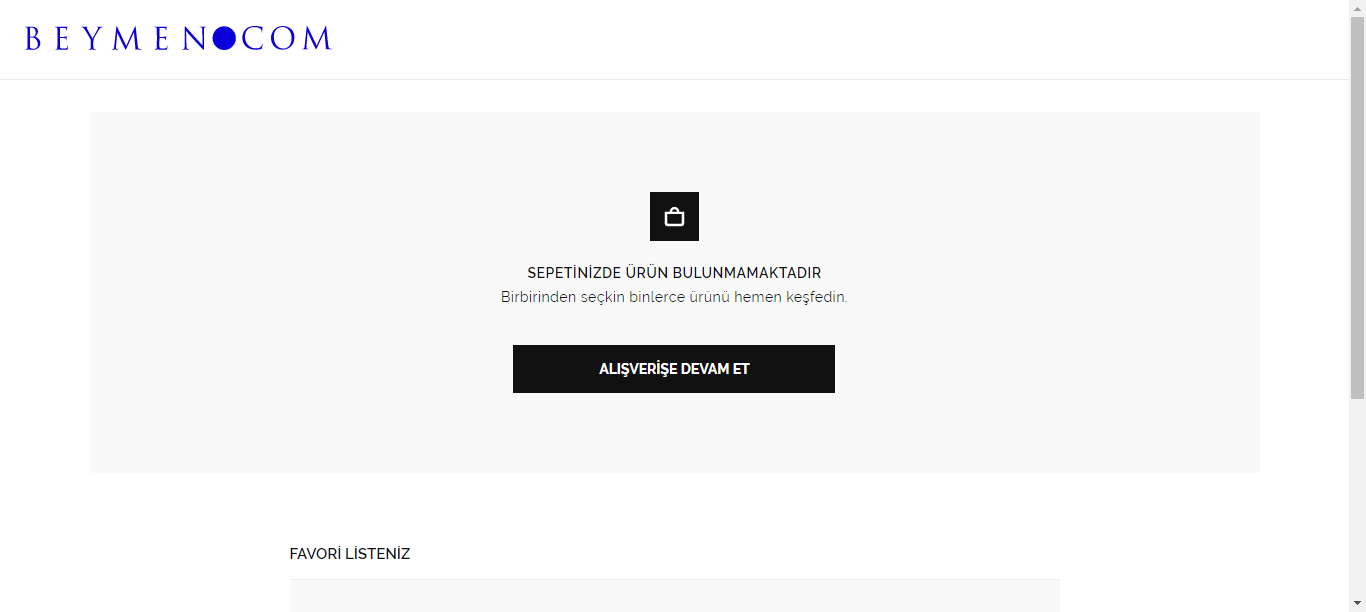 BEYMEN●COM
SEPETİNİZDE ÜRÜN BULUNMAMAKTADIR
Birbirinden seçkin binlerce ürünü hemen keşfedin.
ALIŞVERİŞE DEVAM ET
FAVORİ LİSTENİZ